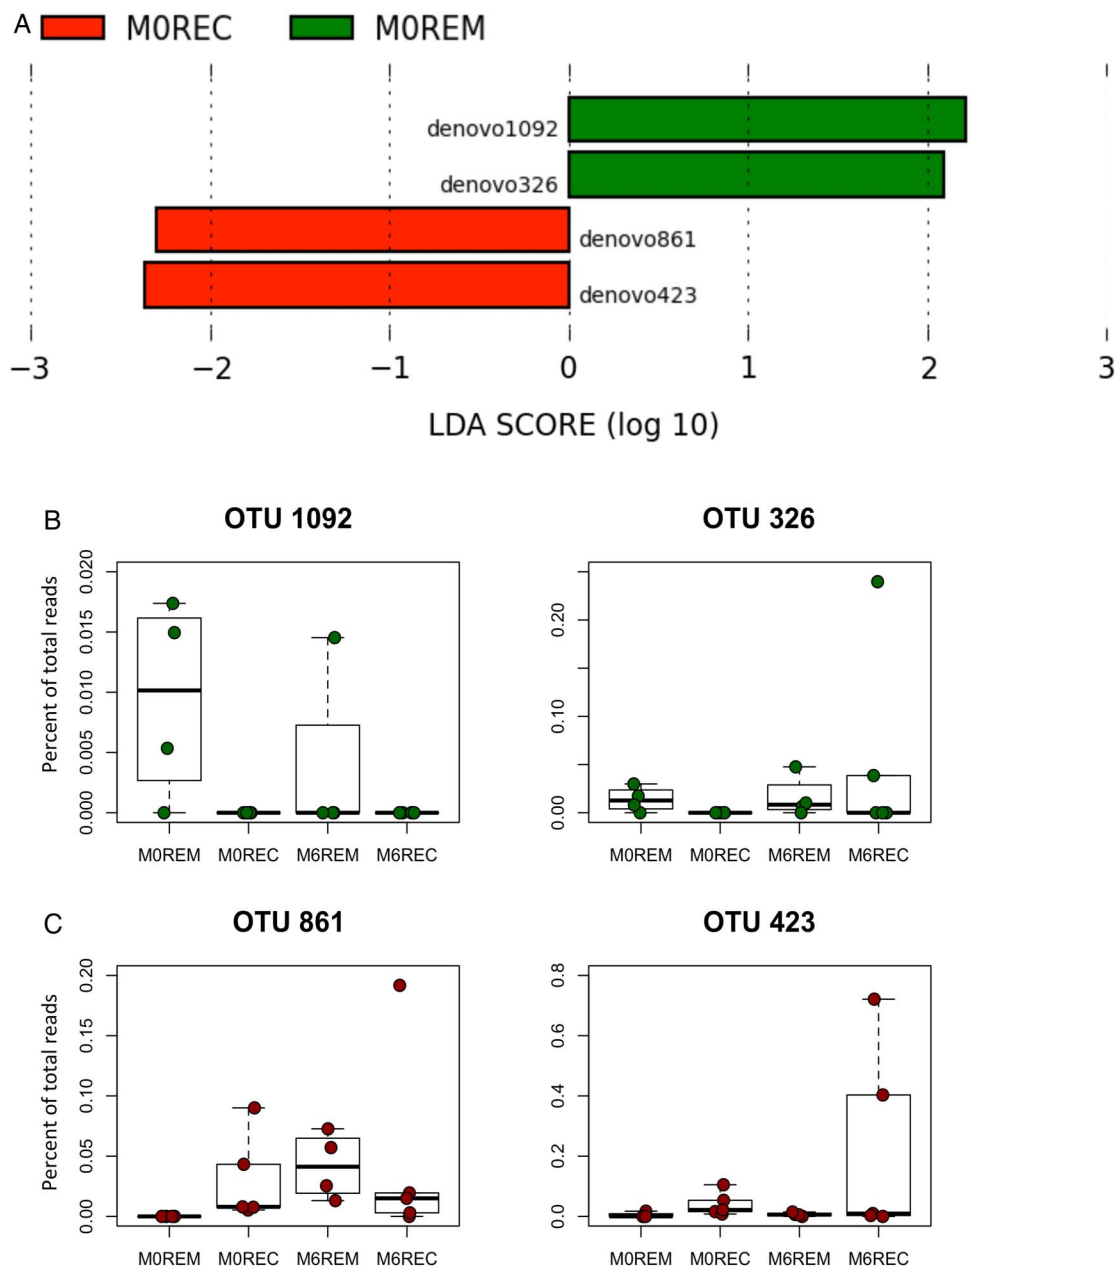 A M0REC M0REM
denovo1092
denovo326
denovo861
denovo423
−3 −2 −1 0 1 2 3
LDA SCORE (log 10)
B OTU 1092 OTU 326
Percent of total reads
0.020
0.015
0.010
0.005
0.000
0.20
0.10
0.00
M0REM M0REC M6REM M6REC M0REM M0REC M6REM M6REC
C OTU 861 OTU 423
Percent of total reads
0.20
0.15
0.10
0.05
0.00
0.8
0.6
0.4
0.2
0.0
M0REM M0REC M6REM M6REC M0REM M0REC M6REM M6REC